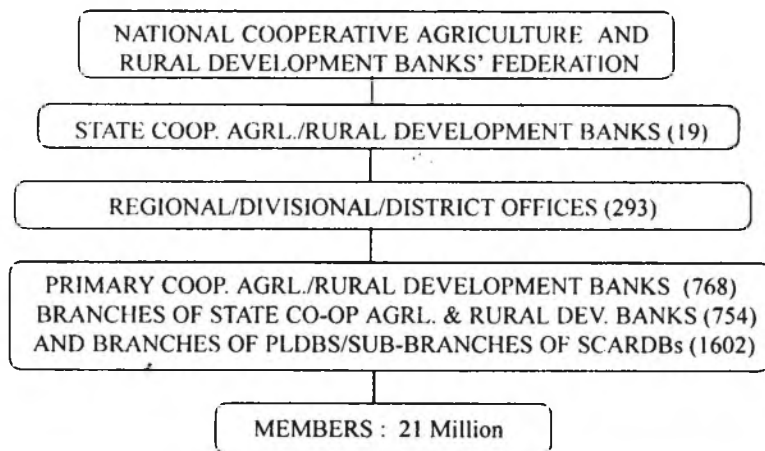 NATIONAL COOPERATIVE AGRICULTURE AND
RURAL DEVELOPMENT BANKS' FEDERATION
STATE COOP. AGRL./RURAL DEVELOPMENT BANKS (19)
REGIONAL/DIVISIONAL/DISTRICT OFFICES (293)
PRIMARY COOP. AGRL./RURAL DEVELOPMENT BANKS (768)
BRANCHES OF STATE CO-OP AGRL. & RURAL DEV. BANKS (754)
AND BRANCHES OF PLDBS/SUB-BRANCHES OF SCARDBs (1602)
MEMBERS : 21 Million